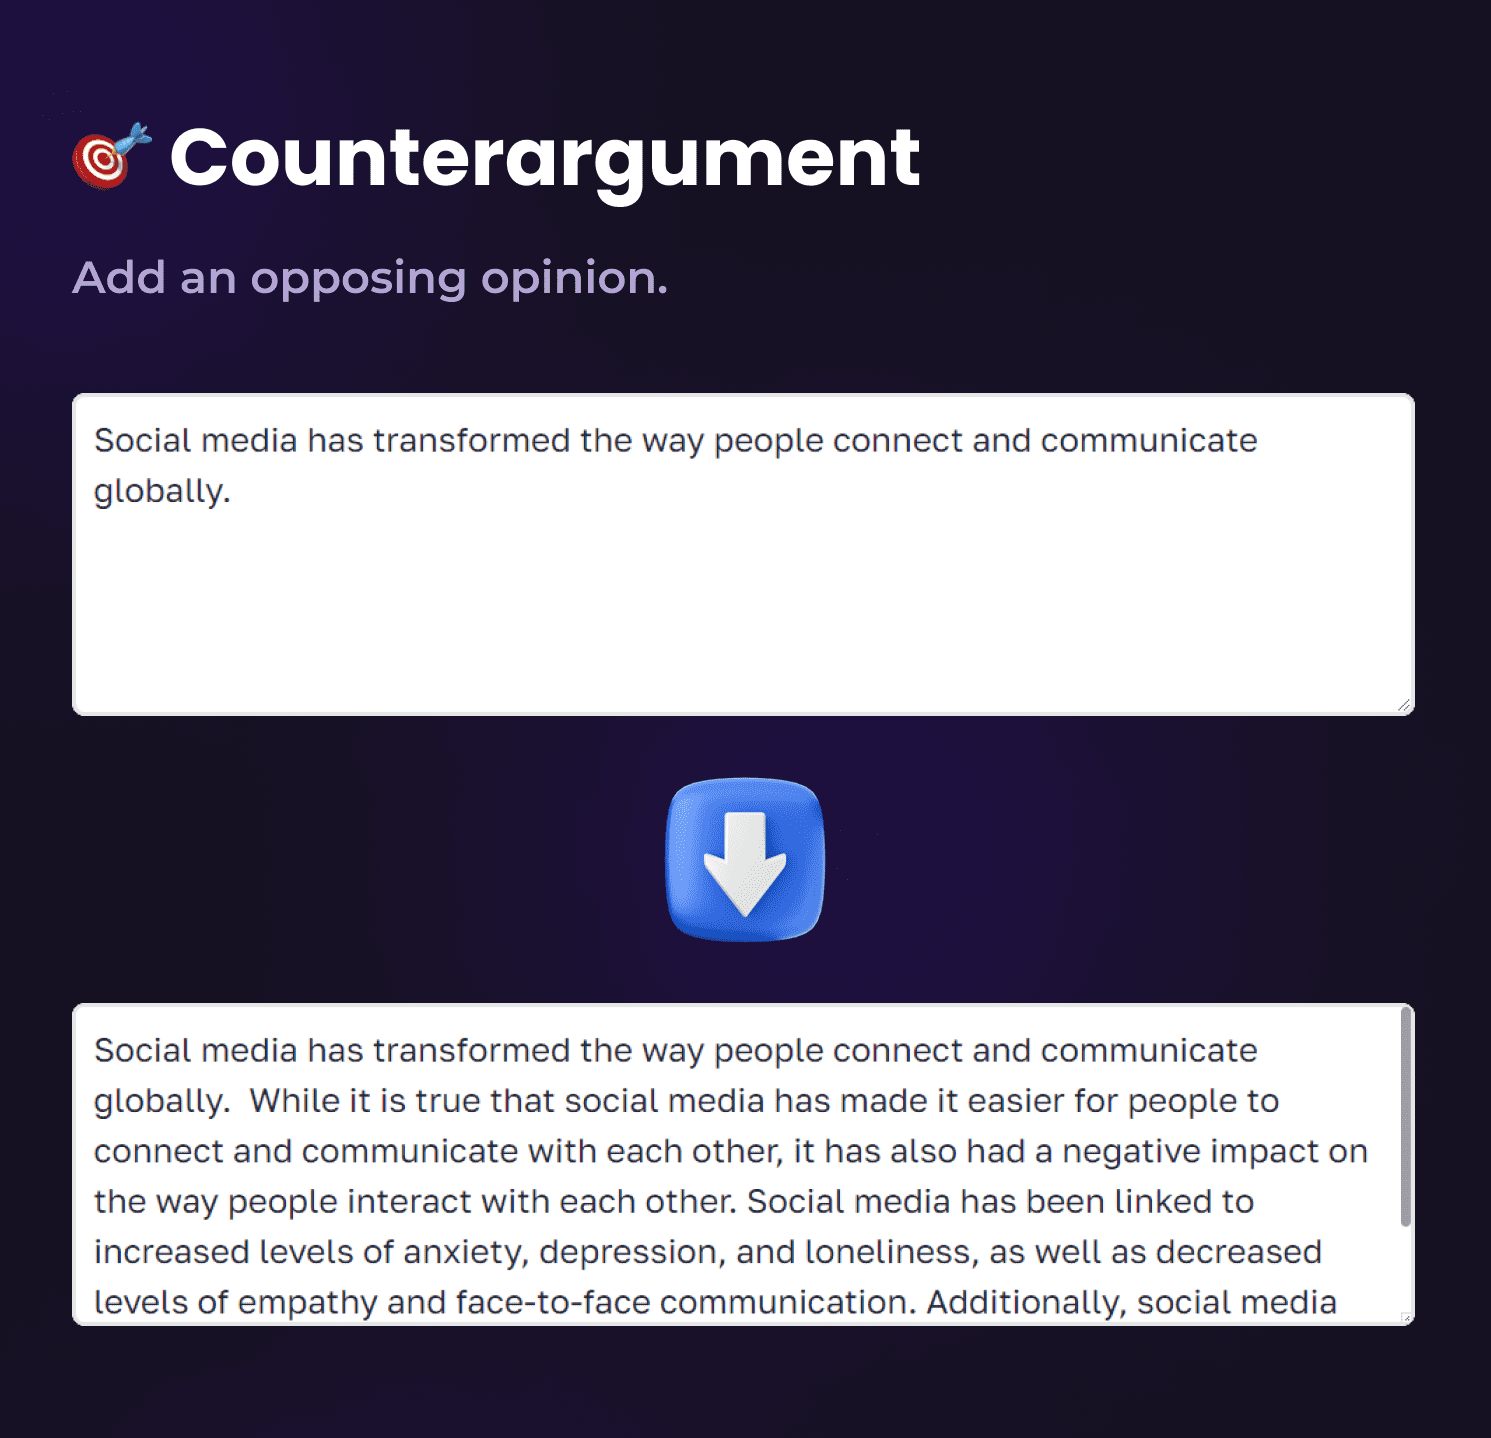 Counterargument
Add an opposing opinion.
Social media has transformed the way people connect and communicate
globally.
Social media has transformed the way people connect and communicate
globally.  While it is true that social media has made it easier for people to
connect and communicate with each other, it has also had a negative impact on
the way people interact with each other. Social media has been linked to
increased levels of anxiety, depression, and loneliness, as well as decreased
levels of empathy and face-to-face communication. Additionally, social media